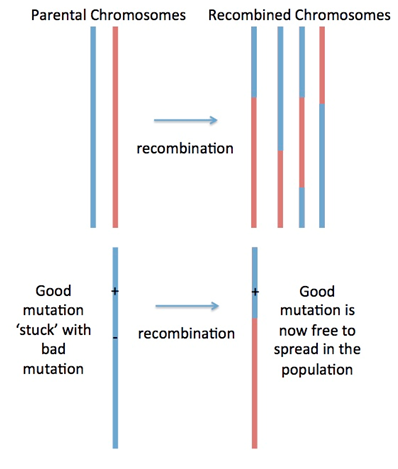 Parental Chromosomes
Recombined Chromosomes
recombination
Good
mutation
‘stuck’ with
bad
mutation
+
-
recombination
+
Good
mutation is
now free to
spread in the
population